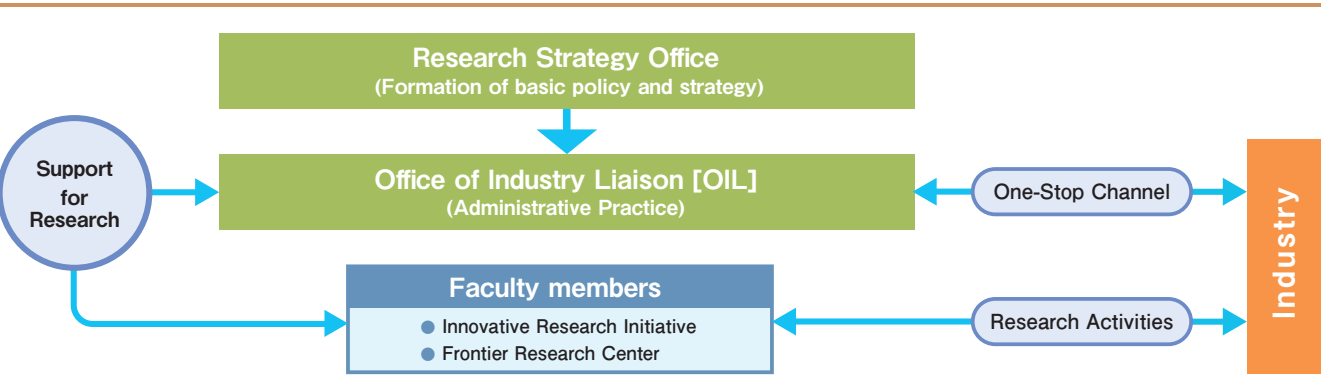 Research Strategy Office
(Formation of basic policy and strategy)
Support
for
Research
Office of Industry Liaison [OIL]
(Administrative Practice)
One-Stop Channel
Industry
Faculty members
● Innovative Research Initiative
● Frontier Research Center
Research Activities